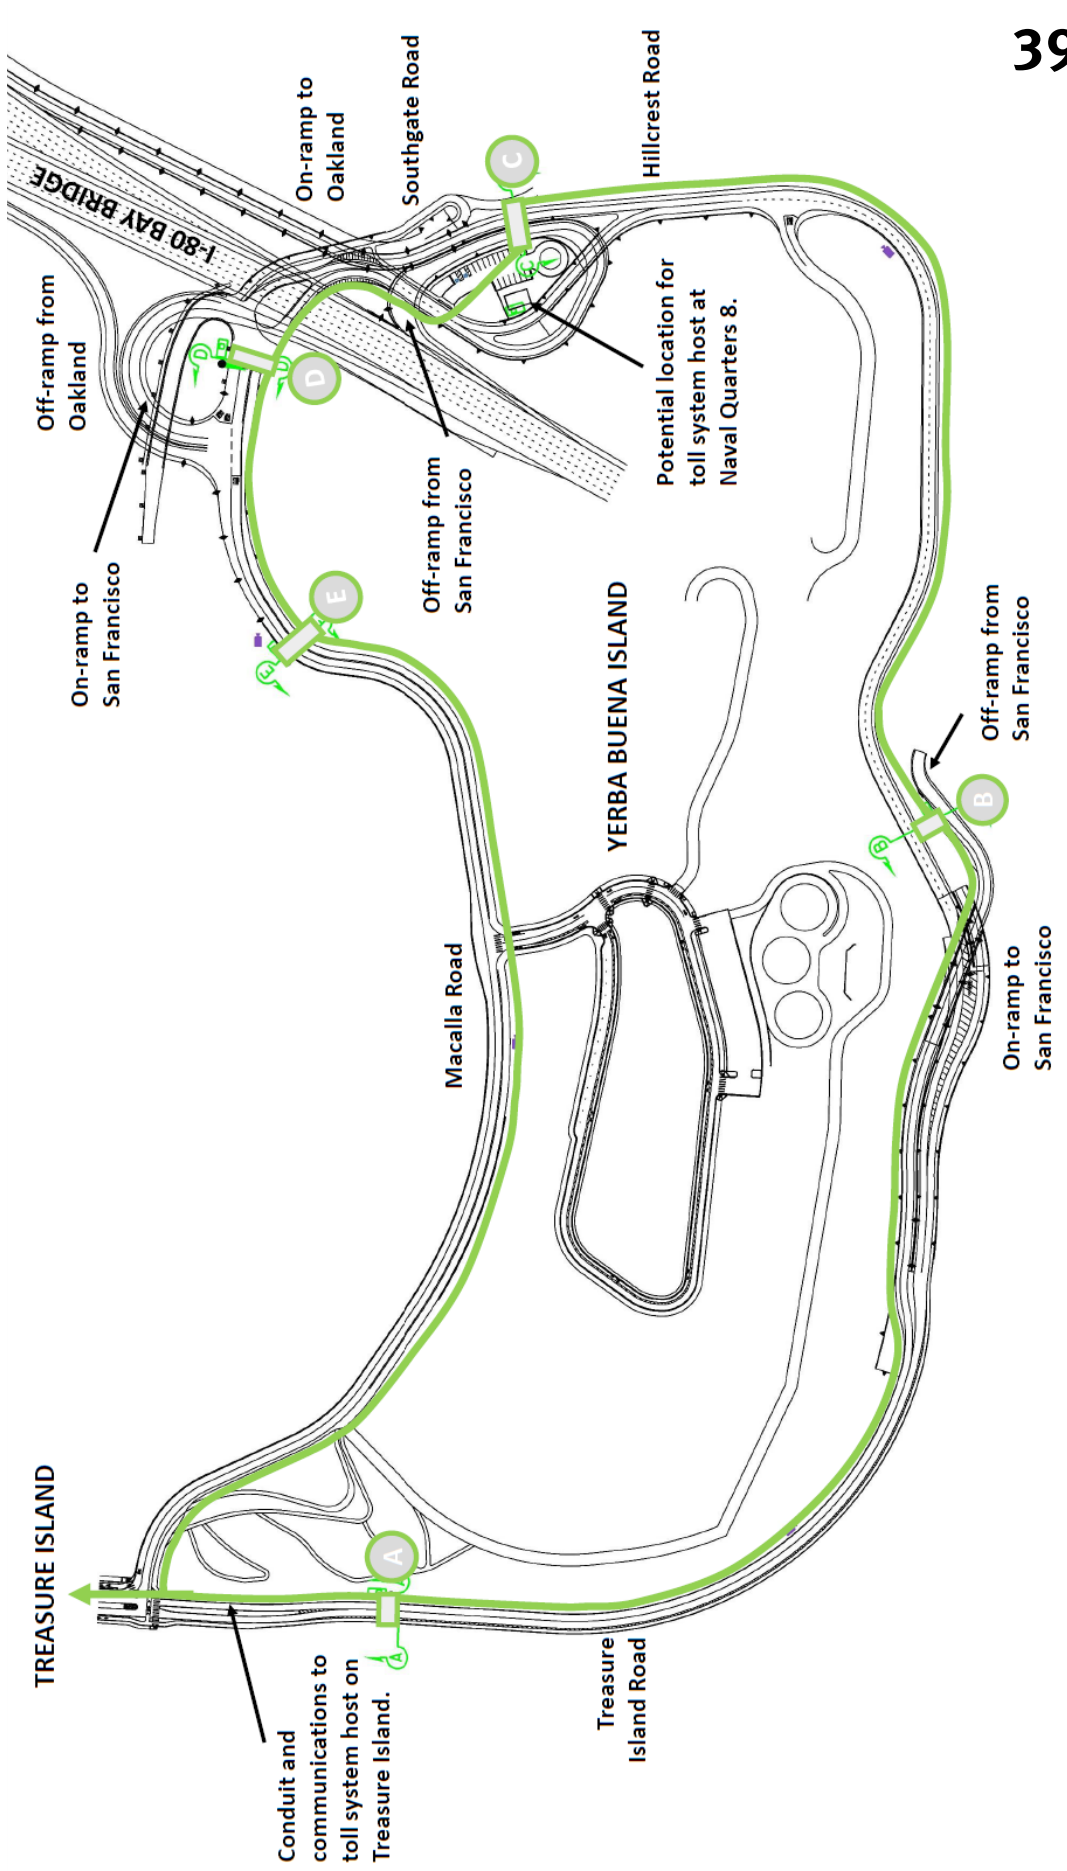 39
On-ramp to
Oakland
Southgate Road
Hillcrest Road
I-80 BAY BRIDGE
C
Off-ramp from
Oakland
D
D
D
C
Potential location for
toll system host at
Naval Quarters 8.
Off-ramp from
San Francisco
On-ramp to
San Francisco
E
E
YERBA BUENA ISLAND
Off-ramp from
San Francisco
B
B
Macalla Road
On-ramp to
San Francisco
TREASURE ISLAND
A
A
Conduit and
communications to
toll system host on
Treasure Island.
Treasure
Island Road